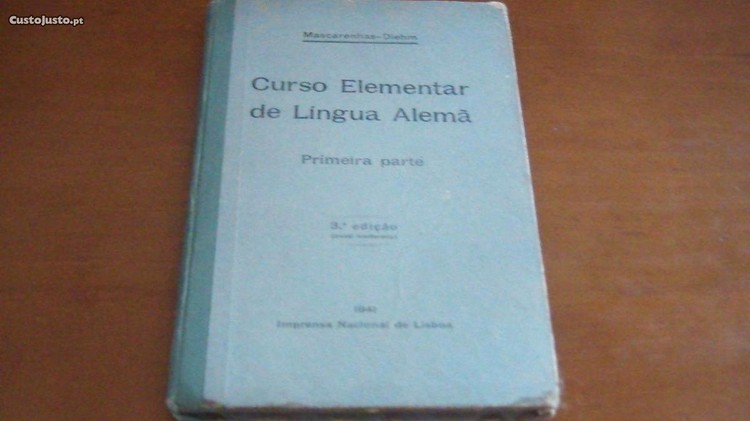 CustoJusto.pt
Mascarenhas-Diehm
Curso Elementar
de Língua Alemã
Primeira parte
3.ª edição
1941
Imprensa Nacional de Lisboa